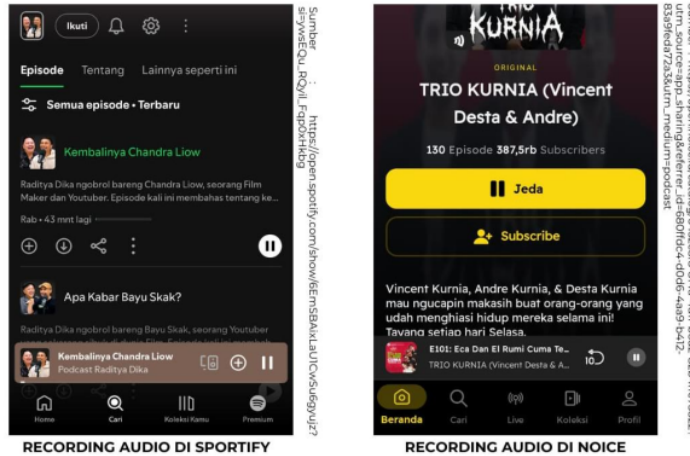 Ikuti
Episode Tentang Lainnya seperti ini
Semua episode • Terbaru
Kembalinya Chandra Liow
Raditya Dika ngobrol bareng Chandra Liow, seorang Film
Maker dan Youtuber. Episode kali ini membahas tentang ke...
Rab • 43 mnt lagi
Apa Kabar Bayu Skak?
Raditya Dika ngobrol bareng Bayu Skak, seorang Youtuber
Kembalinya Chandra Liow
Podcast Raditya Dika
Home Cari Koleksi Kamu Premium
RECORDING AUDIO DI SPORTIFY
Sumber : https://open.spotify.com/show/6EmSBAixLaU1CwSu6gyujz?
KURNIA
ORIGINAL
TRIO KURNIA (Vincent
Desta & Andre)
130 Episode 387,5rb Subscribers
Jeda
Subscribe
Vincent Kurnia, Andre Kurnia, & Desta Kurnia
mau ngucapin makasih buat orang-orang yang
udah menghiasi hidup mereka selama ini!
Tayang setiap hari Selasa.
E101: Eca Dan El Rumi Cuma Te...
TRIO KURNIA (Vincent Desta & A...
10
Beranda Cari Live Koleksi Profil
RECORDING AUDIO DI NOICE
utm_source=app_sharing&referrer_id=680ffdc4-d0d6-4aa9-b412-
83a9feda72a3&utm_medium=podcast